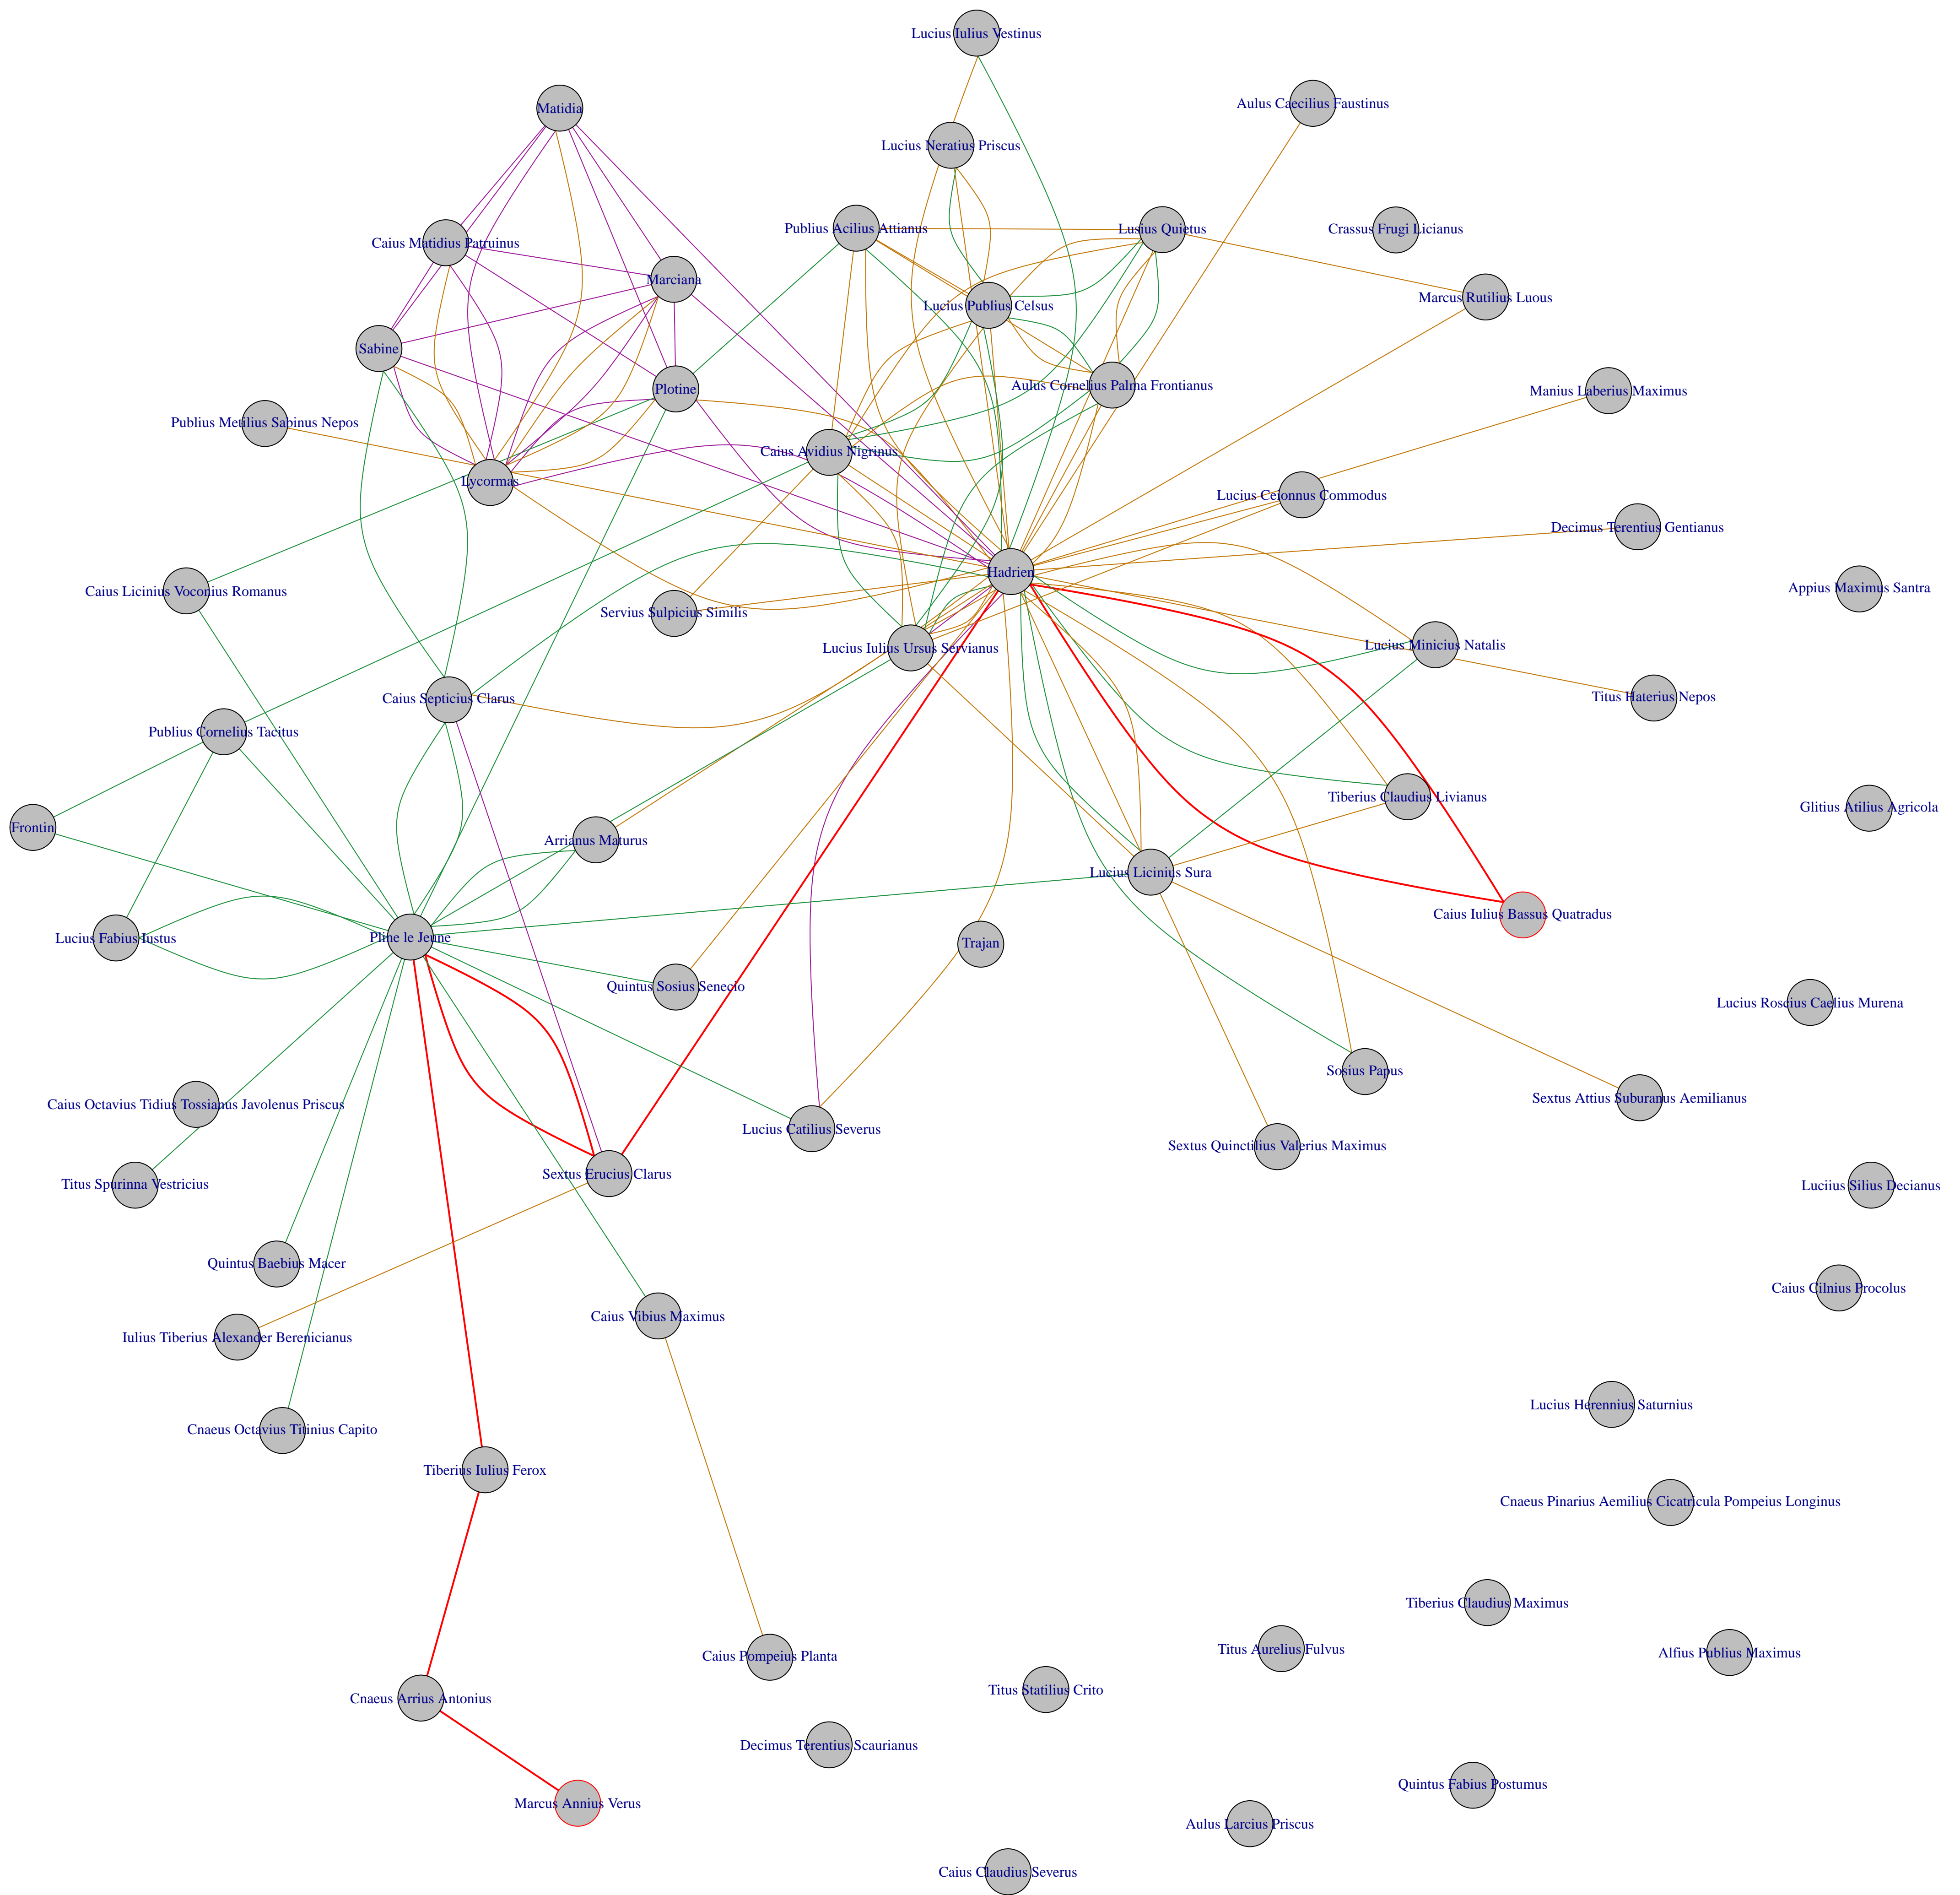 Lucius Iulius Vestinus
Aulus Caecilius Faustinus
Matidia
Lucius Neratius Priscus
Publius Acilius Attianus
Lusius Quietus
Crassus Frugi Licianus
Caius Matidius Patruinus
Marciana
Marcus Rutilius Luous
Lucius Publius Celsus
Sabine
Plotine
Aulus Cornelius Palma Frontianus
Manius Laberius Maximus
Publius Metilius Sabinus Nepos
Caius Avidius Nigrinus
Lycormas
Lucius Ceionnus Commodus
Decimus Terentius Gentianus
Hadrien
Appius Maximus Santra
Caius Licinius Voconius Romanus
Servius Sulpicius Similis
Lucius Iulius Ursus Servianus
Lucius Minicius Natalis
Caius Septicius Clarus
Titus Haterius Nepos
Publius Cornelius Tacitus
Tiberius Claudius Livianus
Glitius Atilius Agricola
Frontin
Arrianus Maturus
Lucius Licinius Sura
Caius Iulius Bassus Quatradus
Lucius Fabius Iustus
Pline le Jeune
Trajan
Quintus Sosius Senecio
Lucius Roscius Caelius Murena
Sosius Papus
Sextus Attius Suburanus Aemilianus
Caius Octavius Tidius Tossianus Javolenus Priscus
Lucius Catilius Severus
Sextus Quinctilius Valerius Maximus
Sextus Erucius Clarus
Titus Spurinna Vestricius
Luciius Silius Decianus
Quintus Baebius Macer
Caius Cilnius Procolus
Caius Vibius Maximus
Iulius Tiberius Alexander Berenicianus
Lucius Herennius Saturnius
Cnaeus Octavius Titinius Capito
Tiberius Iulius Ferox
Cnaeus Pinarius Aemilius Cicatricula Pompeius Longinus
Tiberius Claudius Maximus
Titus Aurelius Fulvus
Alfius Publius Maximus
Caius Pompeius Planta
Titus Statilius Crito
Cnaeus Arrius Antonius
Decimus Terentius Scaurianus
Quintus Fabius Postumus
Marcus Annius Verus
Aulus Larcius Priscus
Caius Claudius Severus